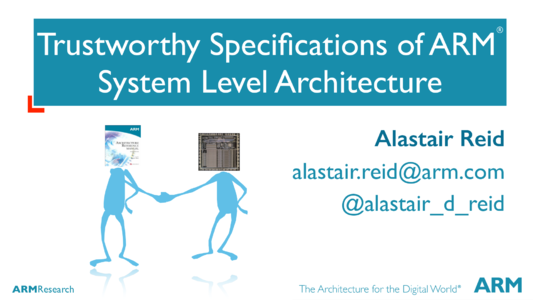 Trustworthy Specifications of ARM®
System Level Architecture
ARM
Alastair Reid
alastair.reid@arm.com
@alastair_d_reid
ARMResearch
The Architecture for the Digital World®
ARM